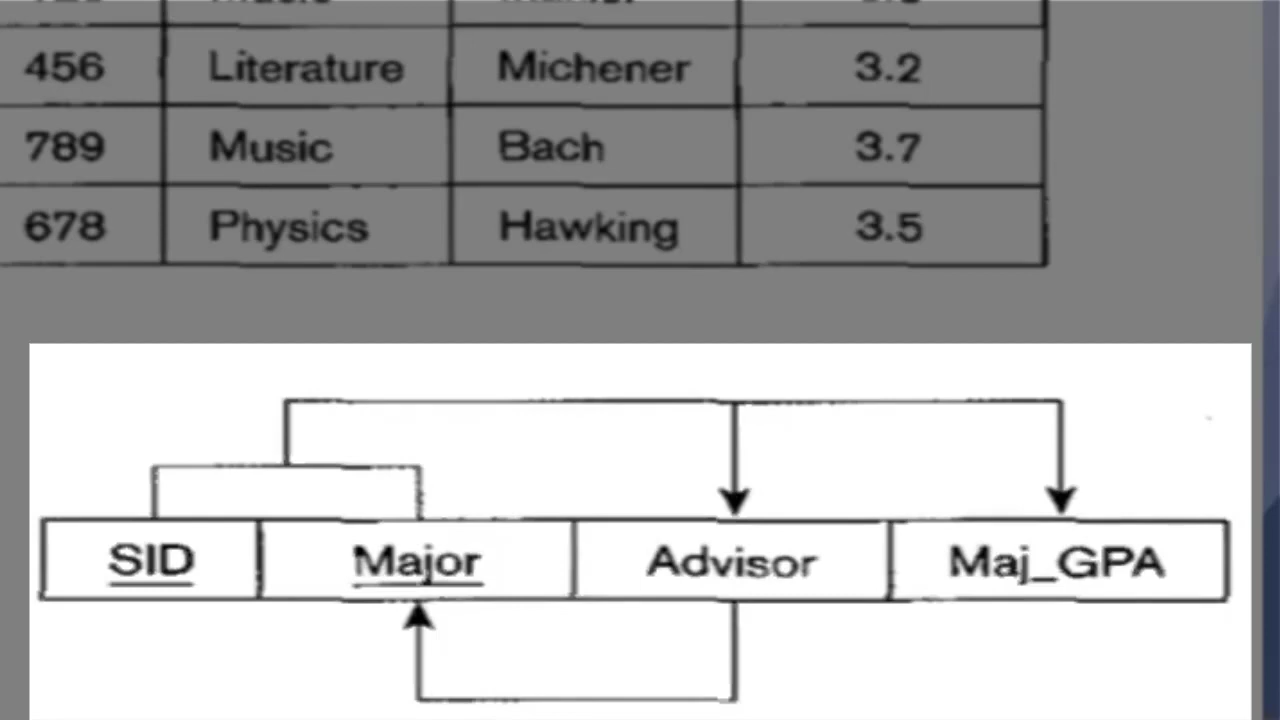 456 Literature Michener 3.2
789 Music Bach 3.7
678 Physics Hawking 3.5
SID Major Advisor Maj_GPA